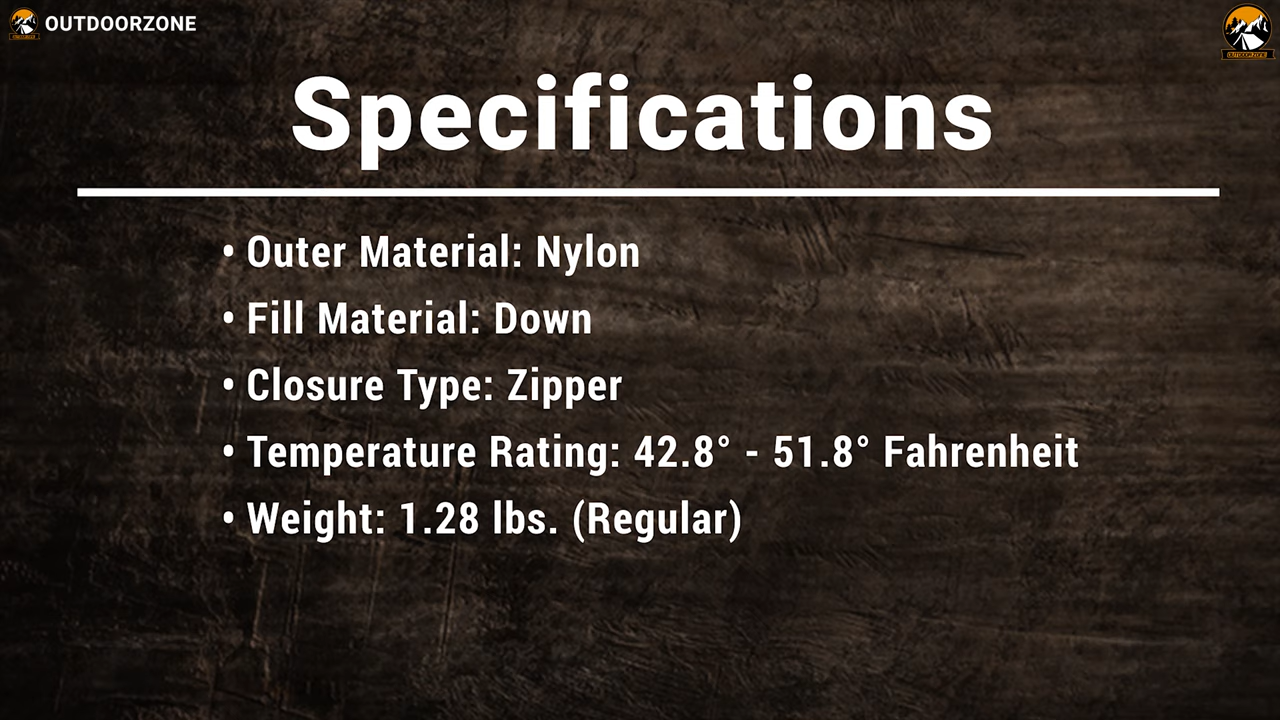 OUTDOORZONE
Specifications
• Outer Material: Nylon
• Fill Material: Down
• Closure Type: Zipper
• Temperature Rating: 42.8° - 51.8° Fahrenheit
• Weight: 1.28 lbs. (Regular)
OUTDOORZONE